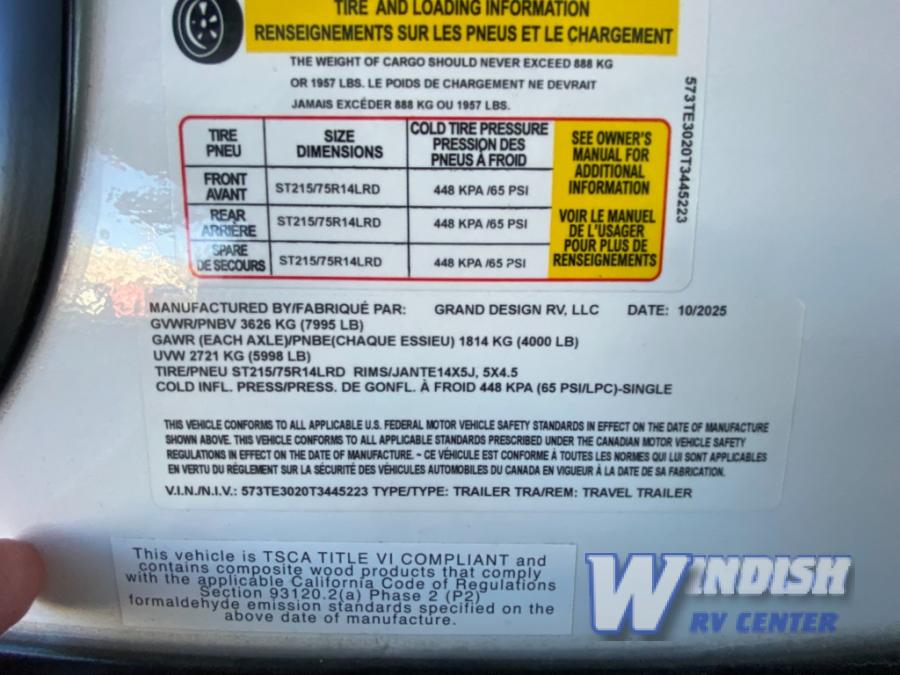 TIRE AND LOADING INFORMATION
RENSEIGNEMENTS SUR LES PNEUS ET LE CHARGEMENT
THE WEIGHT OF CARGO SHOULD NEVER EXCEED 888 KG
OR 1957 LBS. LE POIDS DE CHARGEMENT NE DEVRAIT
JAMAIS EXCÉDER 888 KG OU 1957 LBS.
TIRE
PNEU
SIZE
DIMENSIONS
COLD TIRE PRESSURE
PRESSION DES
PNEUS À FROID
SEE OWNER'S
MANUAL FOR
ADDITIONAL
INFORMATION
VOIR LE MANUEL
DE L'USAGER
POUR PLUS DE
RENSEIGNEMENTS
FRONT
AVANT
ST215/75R14LRD
448 KPA /65 PSI
REAR
ARRIÈRE
ST215/75R14LRD
448 KPA /65 PSI
SPARE
DE SECOURS
ST215/75R14LRD
448 KPA /65 PSI
573TE3020T3445223
MANUFACTURED BY/FABRIQUÉ PAR: GRAND DESIGN RV, LLC DATE: 10/2025
GVWR/PNBV 3626 KG (7995 LB)
GAWR (EACH AXLE)/PNBE(CHAQUE ESSIEU) 1814 KG (4000 LB)
UVW 2721 KG (5998 LB)
TIRE/PNEU ST215/75R14LRD RIMS/JANTE14X5J, 5X4.5
COLD INFL. PRESS/PRESS. DE GONFL. À FROID 448 KPA (65 PSI/LPC)-SINGLE
THIS VEHICLE CONFORMS TO ALL APPLICABLE U.S. FEDERAL MOTOR VEHICLE SAFETY STANDARDS IN EFFECT ON THE DATE OF MANUFACTURE
SHOWN ABOVE. THIS VEHICLE CONFORMS TO ALL APPLICABLE STANDARDS PRESCRIBED UNDER THE CANADIAN MOTOR VEHICLE SAFETY
REGULATIONS IN EFFECT ON THE DATE OF MANUFACTURE. ~ CE VÉHICULE EST CONFORME À TOUTES LES NORMES QUI LUI SONT APPLICABLES
EN VERTU DU RÈGLEMENT SUR LA SÉCURITÉ DES VÉHICULES AUTOMOBILES DU CANADA EN VIGUEUR À LA DATE DE SA FABRICATION.
V.I.N./N.I.V.: 573TE3020T3445223 TYPE/TYPE: TRAILER TRA/REM: TRAVEL TRAILER
This vehicle is TSCA TITLE VI COMPLIANT and
contains composite wood products that comply
with the applicable California Code of Regulations
Section 93120.2(a) Phase 2 (P2)
formaldehyde emission standards specified on the
above date of manufacture.
WINDISH
RV CENTER